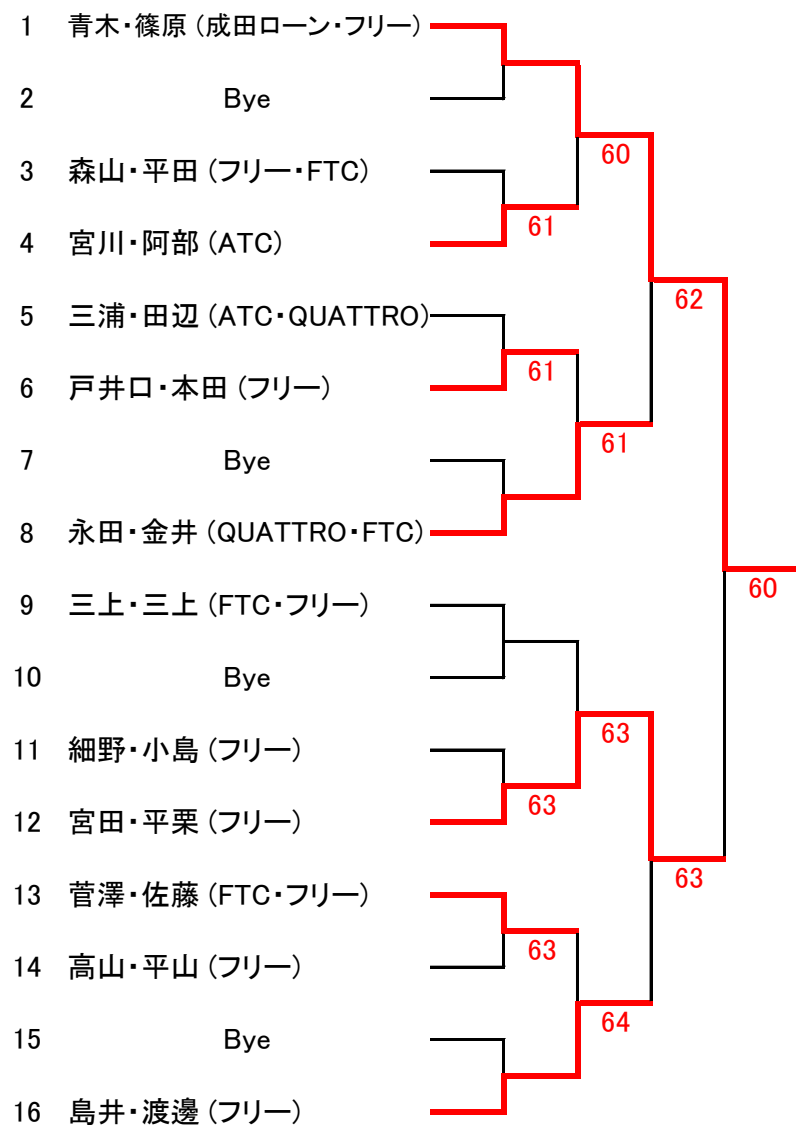 1 青木・篠原 (成田ローン・フリー)
2 Bye
3 森山・平田 (フリー・FTC)
60
61
4 宮川・阿部 (ATC)
5 三浦・田辺 (ATC・QUATTRO)
62
6 戸井口・本田 (フリー)
61
7 Bye
61
8 永田・金井 (QUATTRO・FTC)
9 三上・三上 (FTC・フリー)
60
10 Bye
11 細野・小島 (フリー)
63
12 宮田・平栗 (フリー)
63
13 菅澤・佐藤 (FTC・フリー)
63
14 高山・平山 (フリー)
63
15 Bye
64
16 島井・渡邊 (フリー)